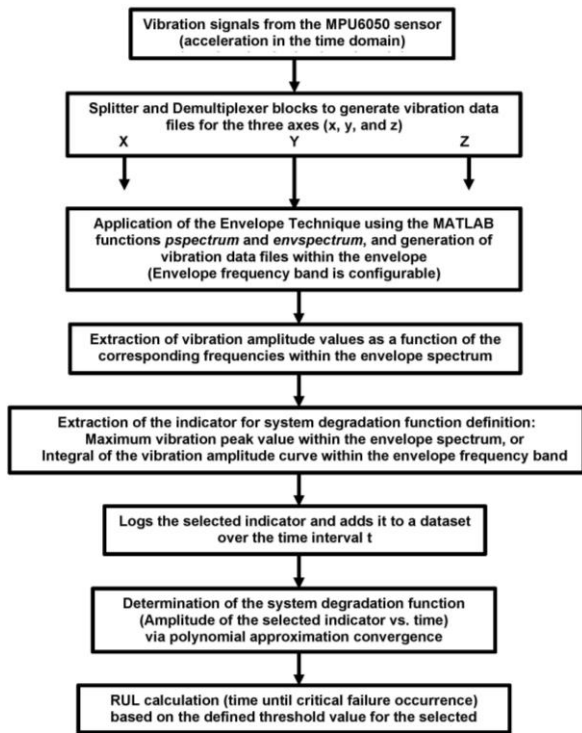 Vibration signals from the MPU6050 sensor
(acceleration in the time domain)
Splitter and Demultiplexer blocks to generate vibration data
files for the three axes (x, y, and z)
X Y Z
Application of the Envelope Technique using the MATLAB
functions pspectrum and envspectrum, and generation of
vibration data files within the envelope
(Envelope frequency band is configurable)
Extraction of vibration amplitude values as a function of the
corresponding frequencies within the envelope spectrum
Extraction of the indicator for system degradation function definition:
Maximum vibration peak value within the envelope spectrum, or
Integral of the vibration amplitude curve within the envelope frequency band
Logs the selected indicator and adds it to a dataset
over the time interval t
Determination of the system degradation function
(Amplitude of the selected indicator vs. time)
via polynomial approximation convergence
RUL calculation (time until critical failure occurrence)
based on the defined threshold value for the selected